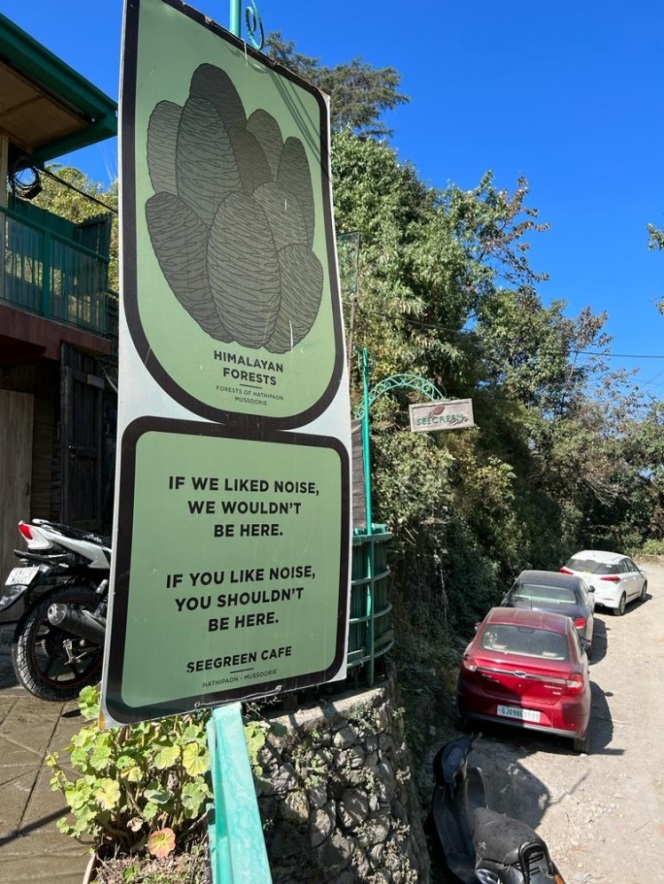 HIMALAYAN
FORESTS
FORESTS OF HATHIPAON
MUSSOORIE
IF WE LIKED NOISE,
WE WOULDN'T
BE HERE.
IF YOU LIKE NOISE,
YOU SHOULDN'T
BE HERE.
SEEGREEN CAFE
HATHIPAON - MUSSOORIE
SEEGREEN